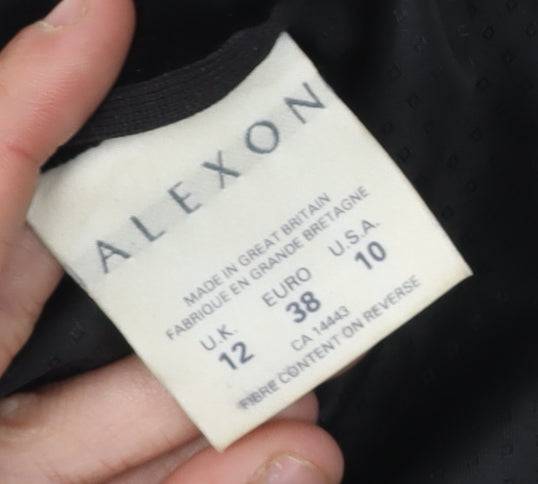 ALEXON
MADE IN GREAT BRITAIN
FABRIQUE EN GRANDE BRETAGNE
U.K. EURO U.S.A.
12 38 10
CA 14443
FIBRE CONTENT ON REVERSE